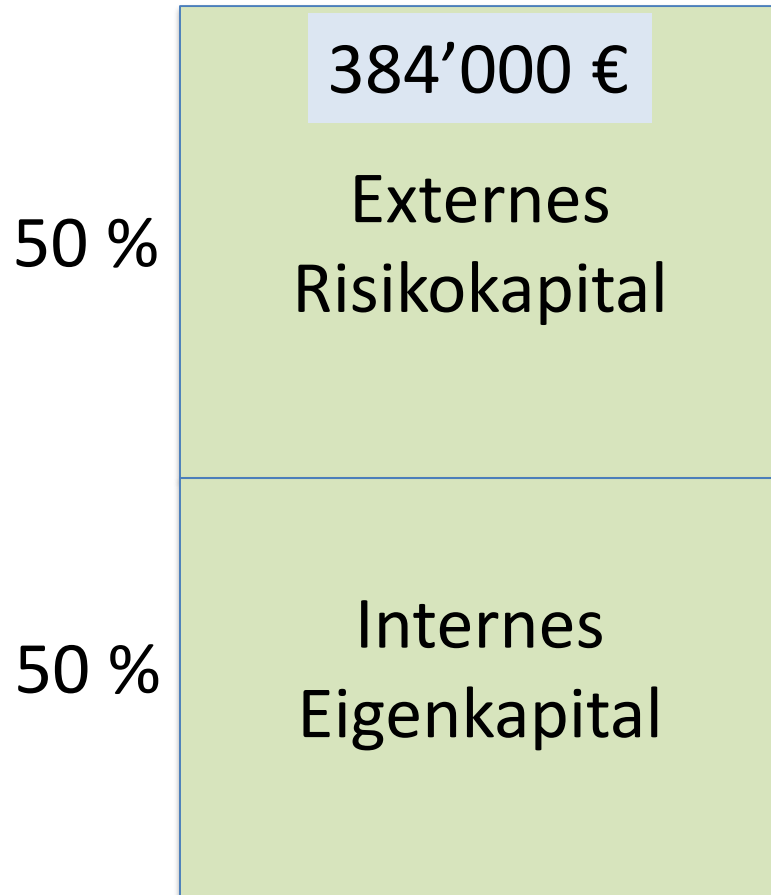 384’000 €
50 %
Externes
Risikokapital
50 %
Internes
Eigenkapital